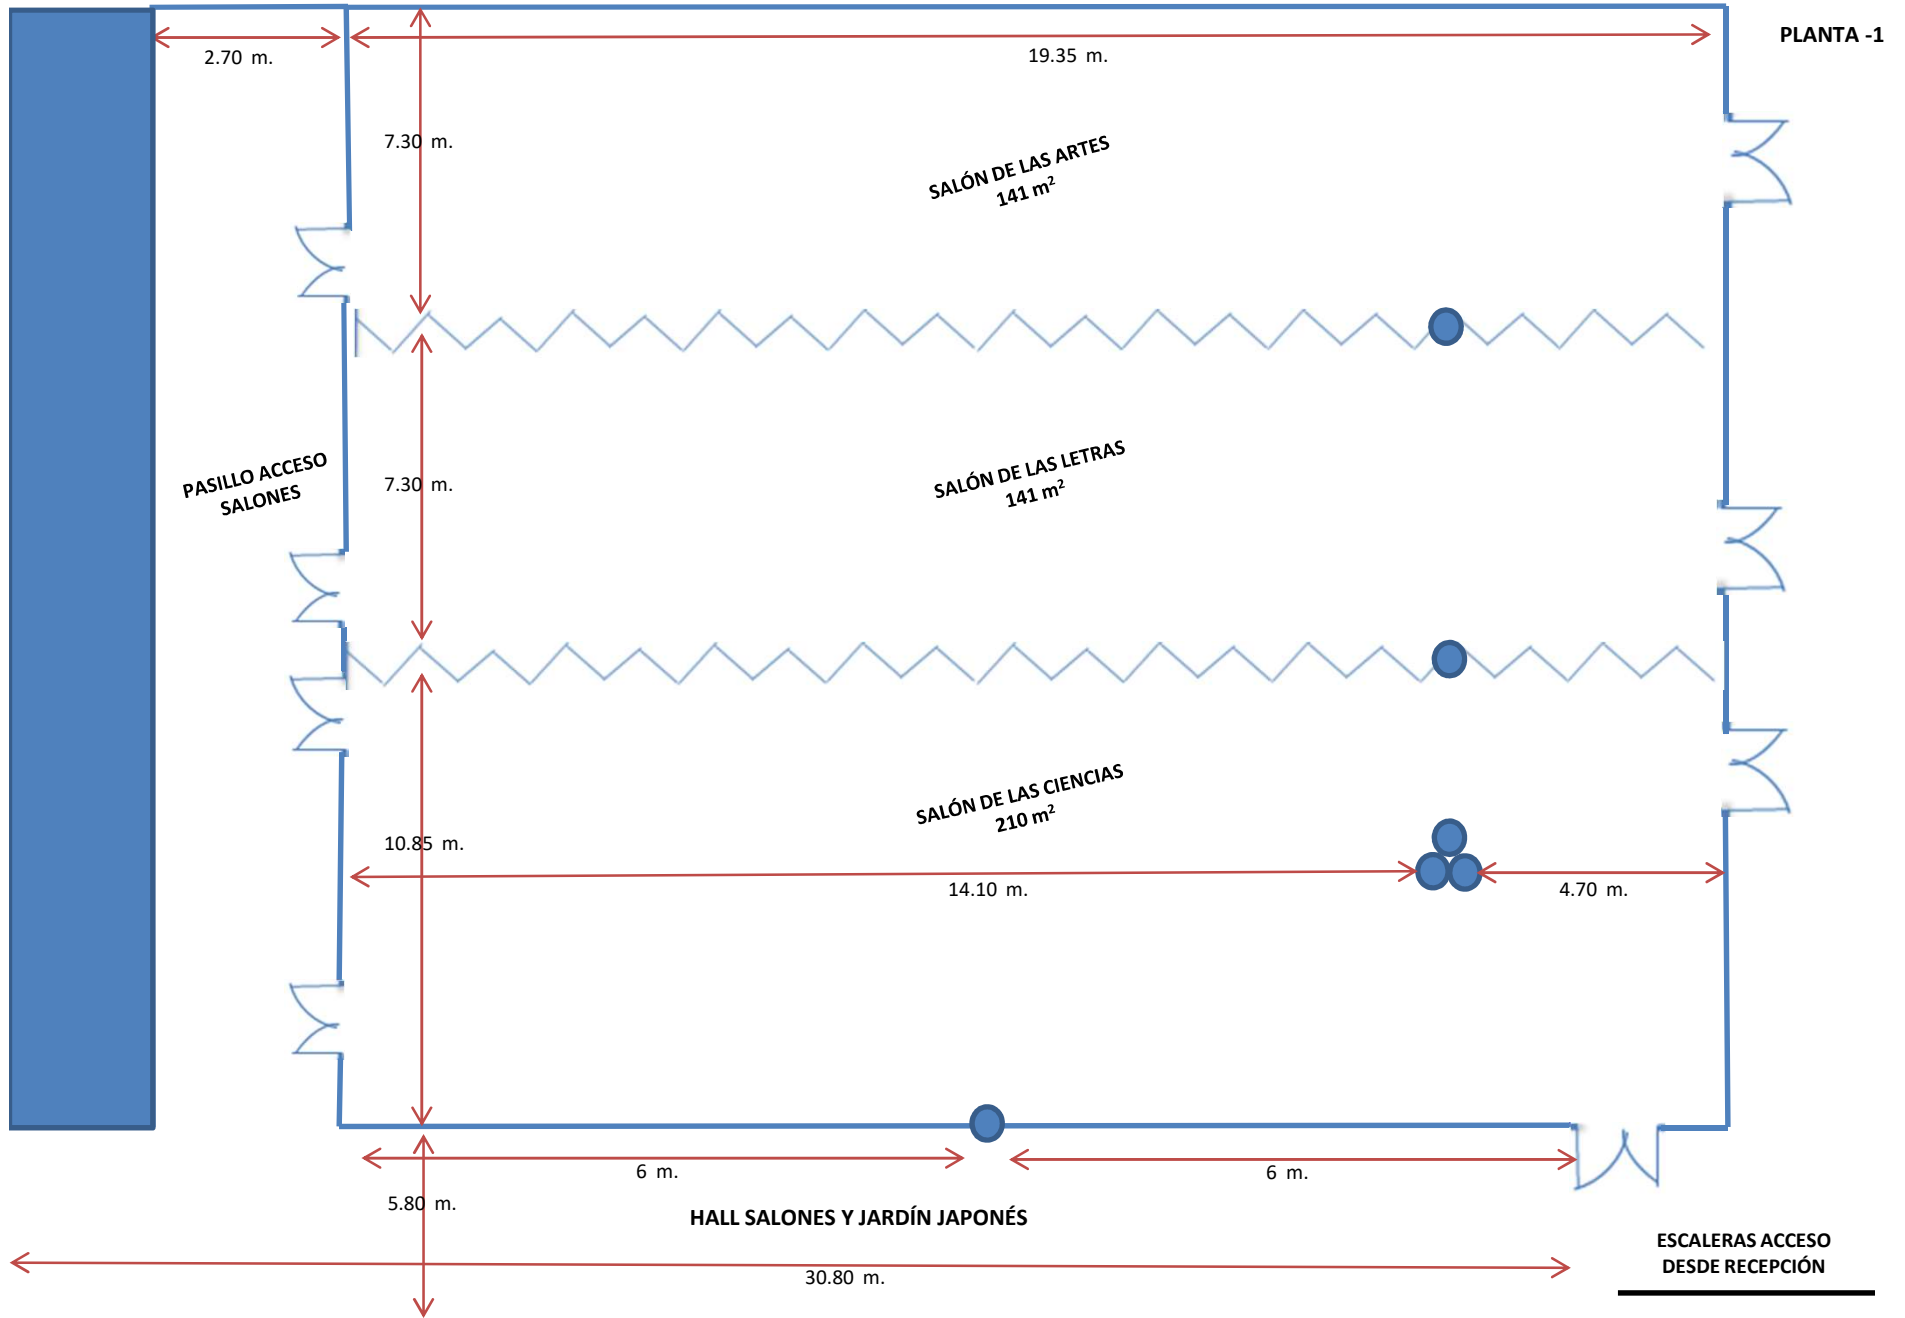 PLANTA -1
2.70 m.
19.35 m.
7.30 m.
SALÓN DE LAS ARTES
141 m²
PASILLO ACCESO
SALONES
7.30 m.
SALÓN DE LAS LETRAS
141 m²
SALÓN DE LAS CIENCIAS
210 m²
10.85 m.
14.10 m.
4.70 m.
6 m.
6 m.
5.80 m.
HALL SALONES Y JARDÍN JAPONÉS
30.80 m.
ESCALERAS ACCESO
DESDE RECEPCIÓN